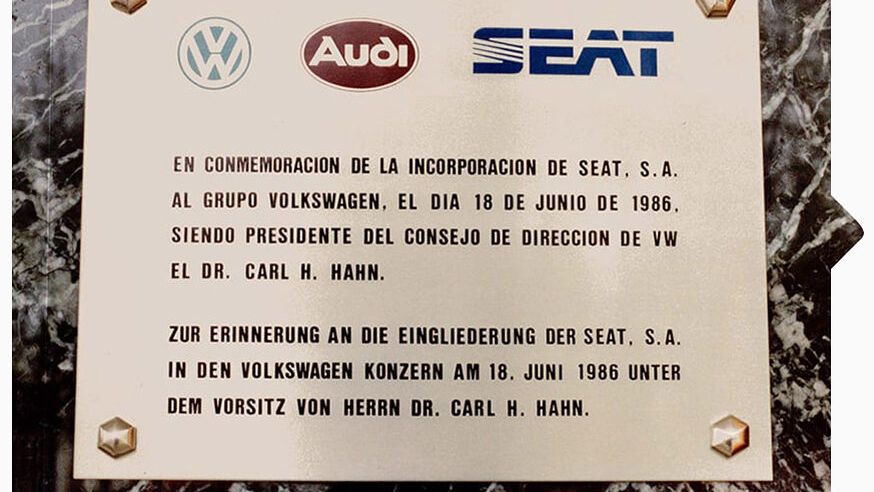 VW Audi SEAT
EN CONMEMORACION DE LA INCORPORACION DE SEAT, S.A.
AL GRUPO VOLKSWAGEN, EL DIA 18 DE JUNIO DE 1986,
SIENDO PRESIDENTE DEL CONSEJO DE DIRECCION DE VW
EL DR. CARL H. HAHN.
ZUR ERINNERUNG AN DIE EINGLIEDERUNG DER SEAT, S.A.
IN DEN VOLKSWAGEN KONZERN AM 18. JUNI 1986 UNTER
DEM VORSITZ VON HERRN DR. CARL H. HAHN.